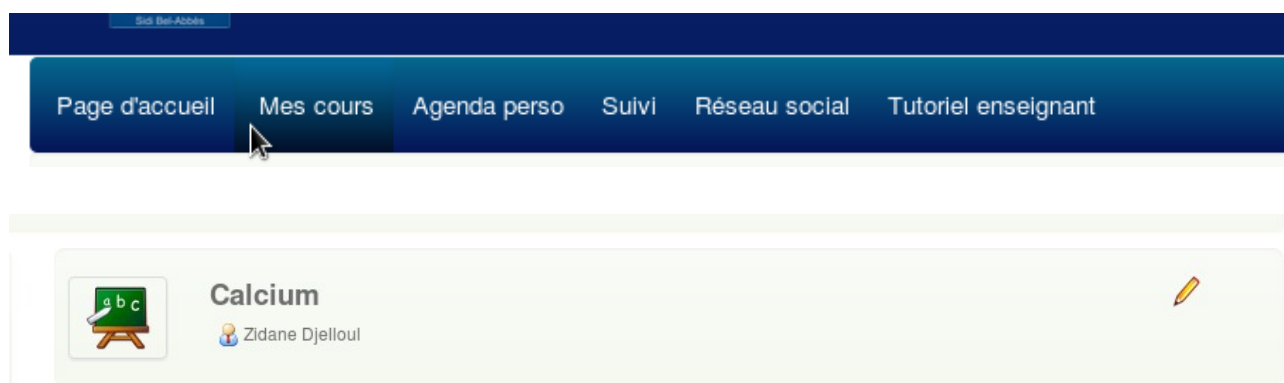 Sidi Bel-Abbès
Page d'accueil Mes cours Agenda perso Suivi Réseau social Tutoriel enseignant
a b c
Calcium
Zidane Djelloul